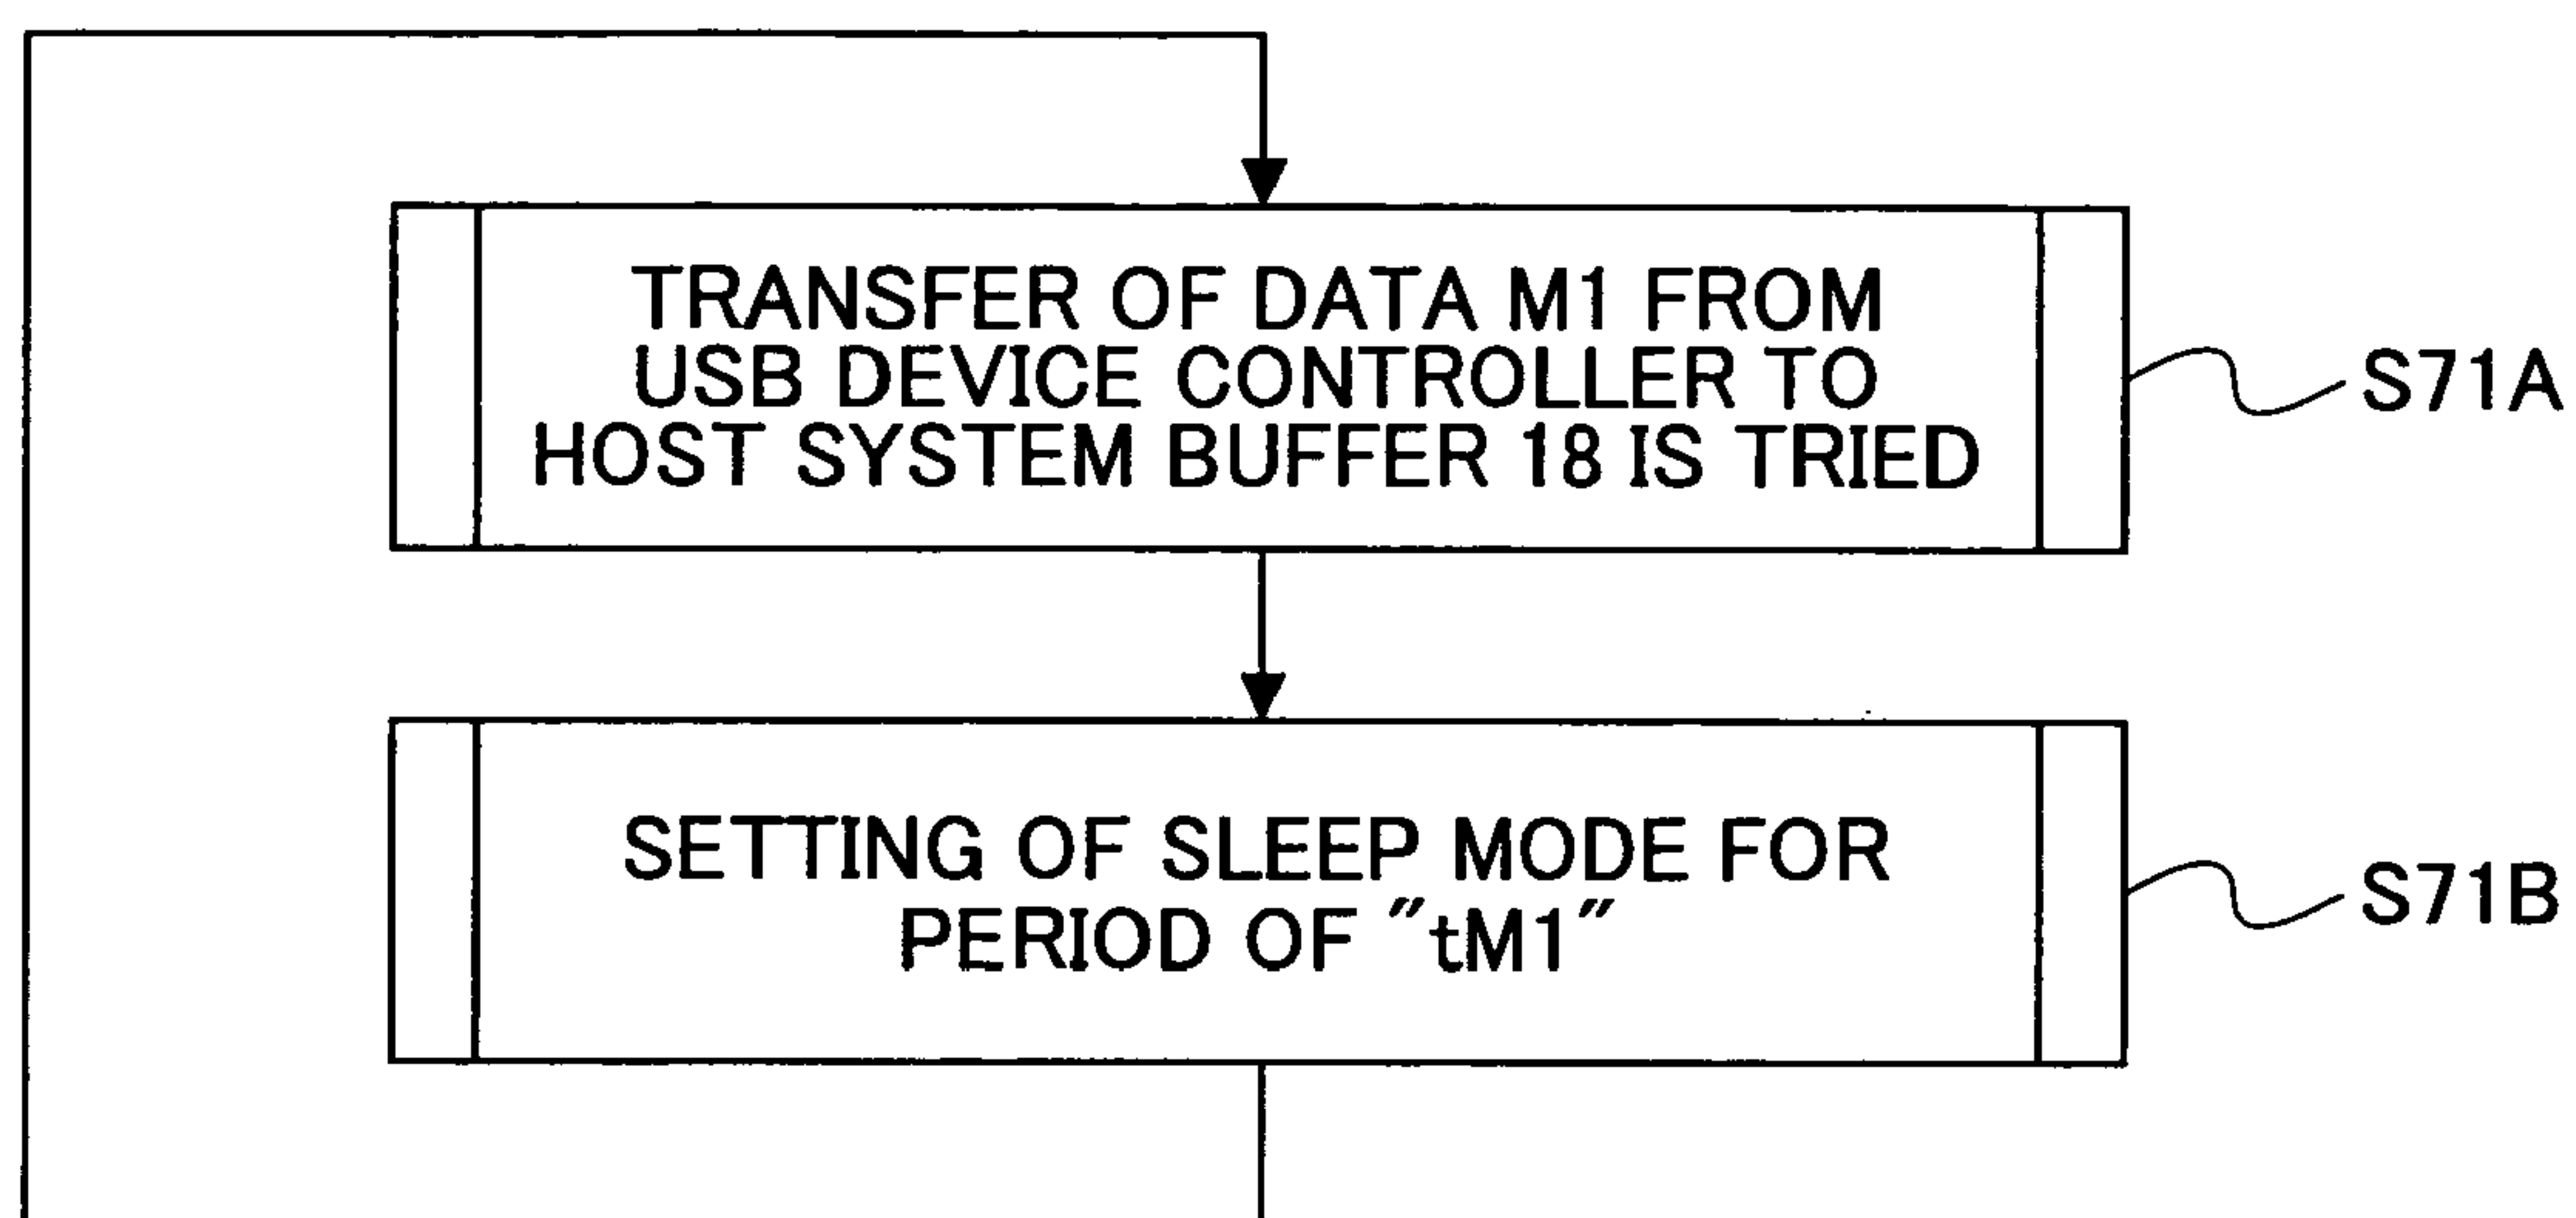 TRANSFER OF DATA M1 FROM
USB DEVICE CONTROLLER TO
HOST SYSTEM BUFFER 18 IS TRIED
S71A
SETTING OF SLEEP MODE FOR
PERIOD OF "tM1"
S71B